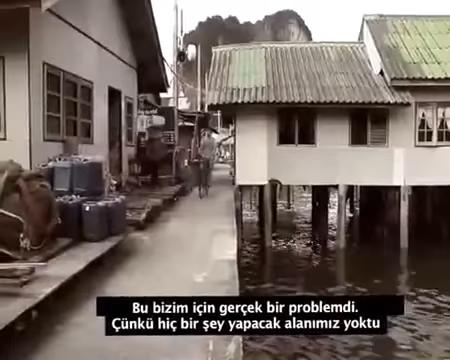 Bu bizim için gerçek bir problemdi.
Çünkü hiç bir şey yapacak alanımız yoktu